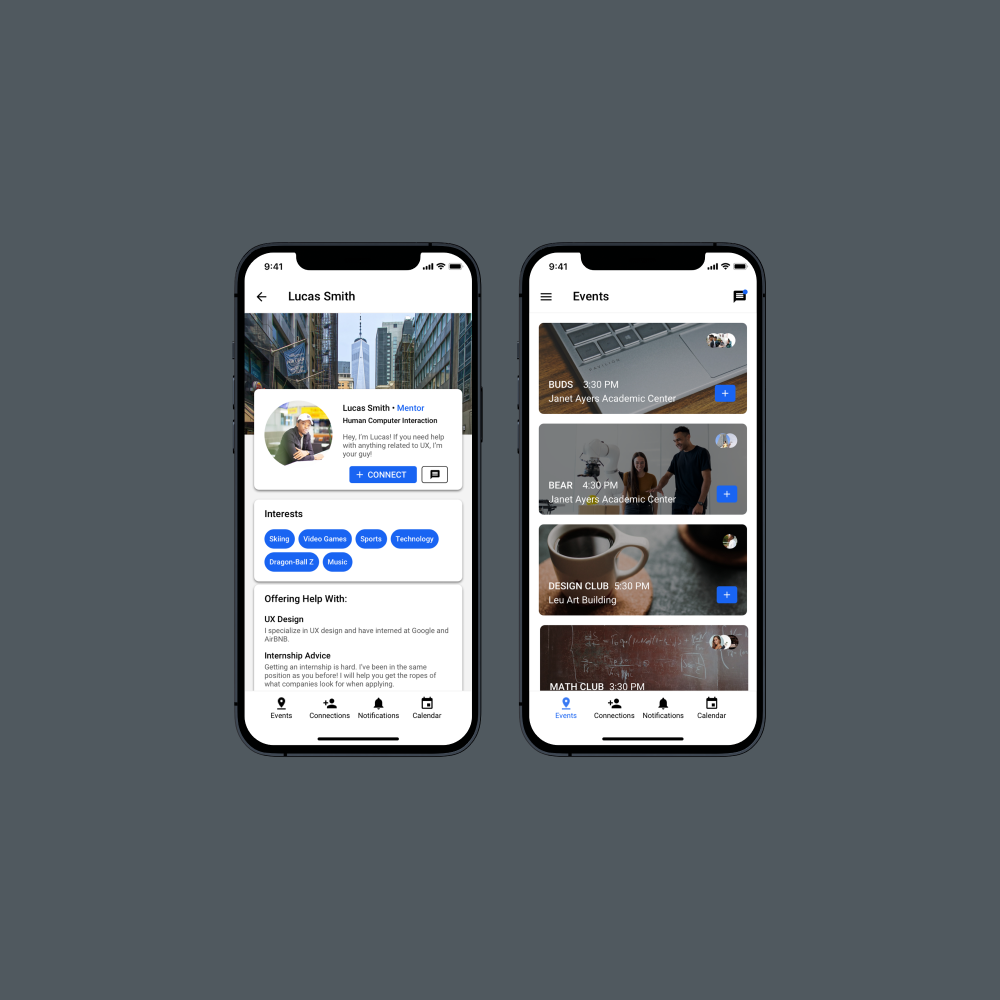 9:41
Lucas Smith
Lucas Smith • Mentor
Human Computer Interaction
Hey, I'm Lucas! If you need help
with anything related to UX, I'm
your guy!
+ CONNECT
Interests
Skiing Video Games Sports Technology
Dragon-Ball Z Music
Offering Help With:
UX Design
I specialize in UX design and have interned at Google and
AirBNB.
Internship Advice
Getting an internship is hard. I've been in the same
position as you before! I will help you get the ropes of
what companies look for when applying.
Events Connections Notifications Calendar
9:41
Events
BUDS 3:30 PM
Janet Ayers Academic Center
BEAR 4:30 PM
Janet Ayers Academic Center
DESIGN CLUB 5:30 PM
Leu Art Building
MATH CLUB 3:30 PM
Events Connections Notifications Calendar